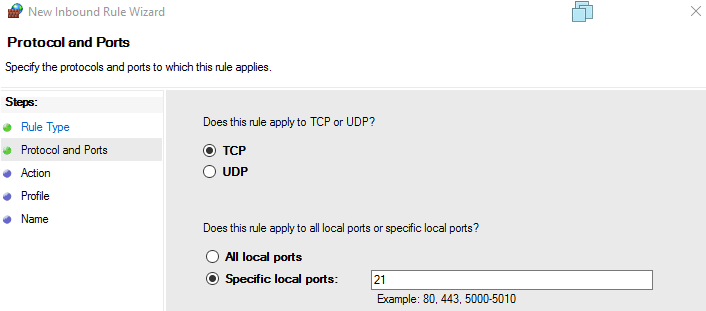 New Inbound Rule Wizard
Protocol and Ports
Specify the protocols and ports to which this rule applies.
Steps:
Rule Type
Protocol and Ports
Action
Profile
Name
Does this rule apply to TCP or UDP?
TCP
UDP
Does this rule apply to all local ports or specific local ports?
All local ports
Specific local ports: 21
Example: 80, 443, 5000-5010